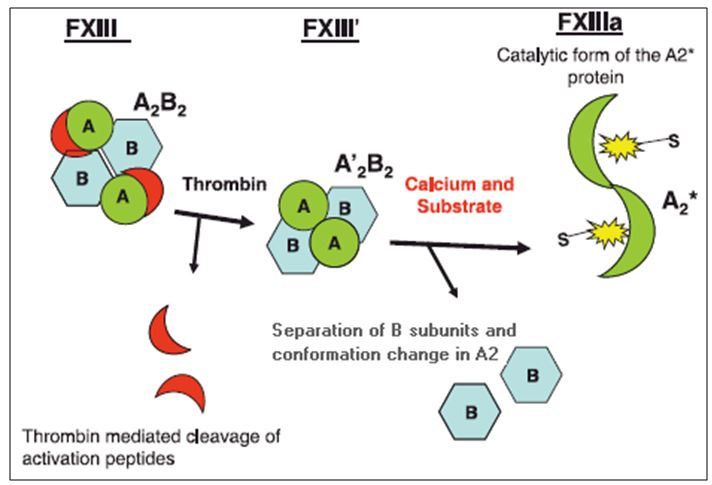 FXIII
FXIII'
FXIIIa
Catalytic form of the A2*
protein
A₂B₂
A
B
B
A
Thrombin
A'₂B₂
A
B
B
A
Calcium and
Substrate
S
S
A₂*
Separation of B subunits and
conformation change in A2
B
B
Thrombin mediated cleavage of
activation peptides